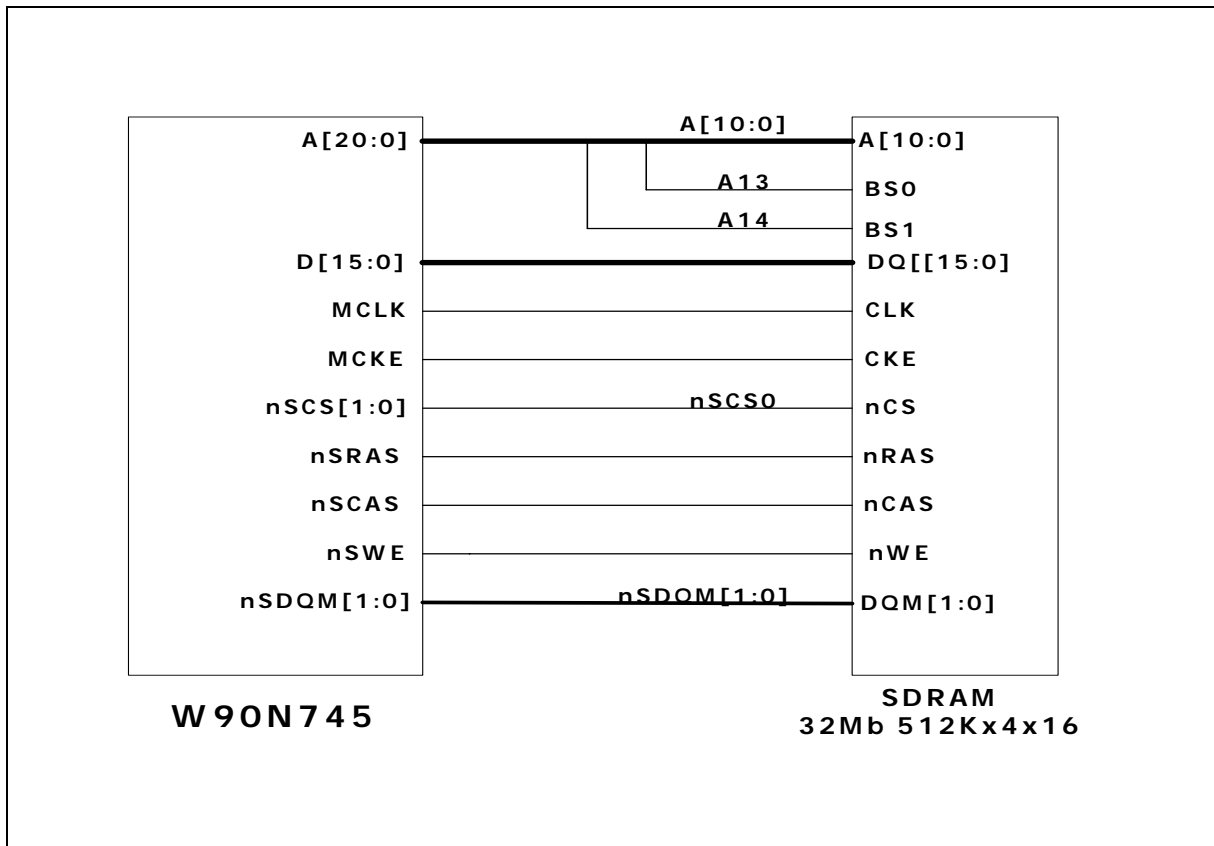 A[20:0] A[10:0] A[10:0]
A13 BS0
A14 BS1
D[15:0] DQ[[15:0]
MCLK CLK
MCKE CKE
nSCS[1:0] nSCS0 nCS
nSRAS nRAS
nSCAS nCAS
nSWE nWE
nSDQM[1:0] nSDQM[1:0] DQM[1:0]
W90N745
SDRAM
32Mb 512Kx4x16